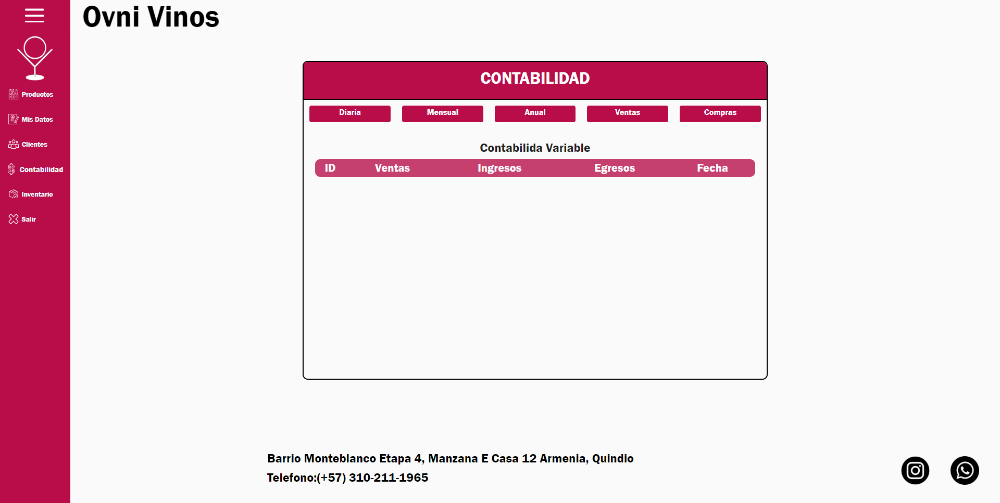 Ovni Vinos
Productos
Mis Datos
Clientes
Contabilidad
Inventario
Salir
CONTABILIDAD
Diaria Mensual Anual Ventas Compras
Contabilida Variable
ID Ventas Ingresos Egresos Fecha
Barrio Monteblanco Etapa 4, Manzana E Casa 12 Armenia, Quindio
Telefono:(+57) 310-211-1965